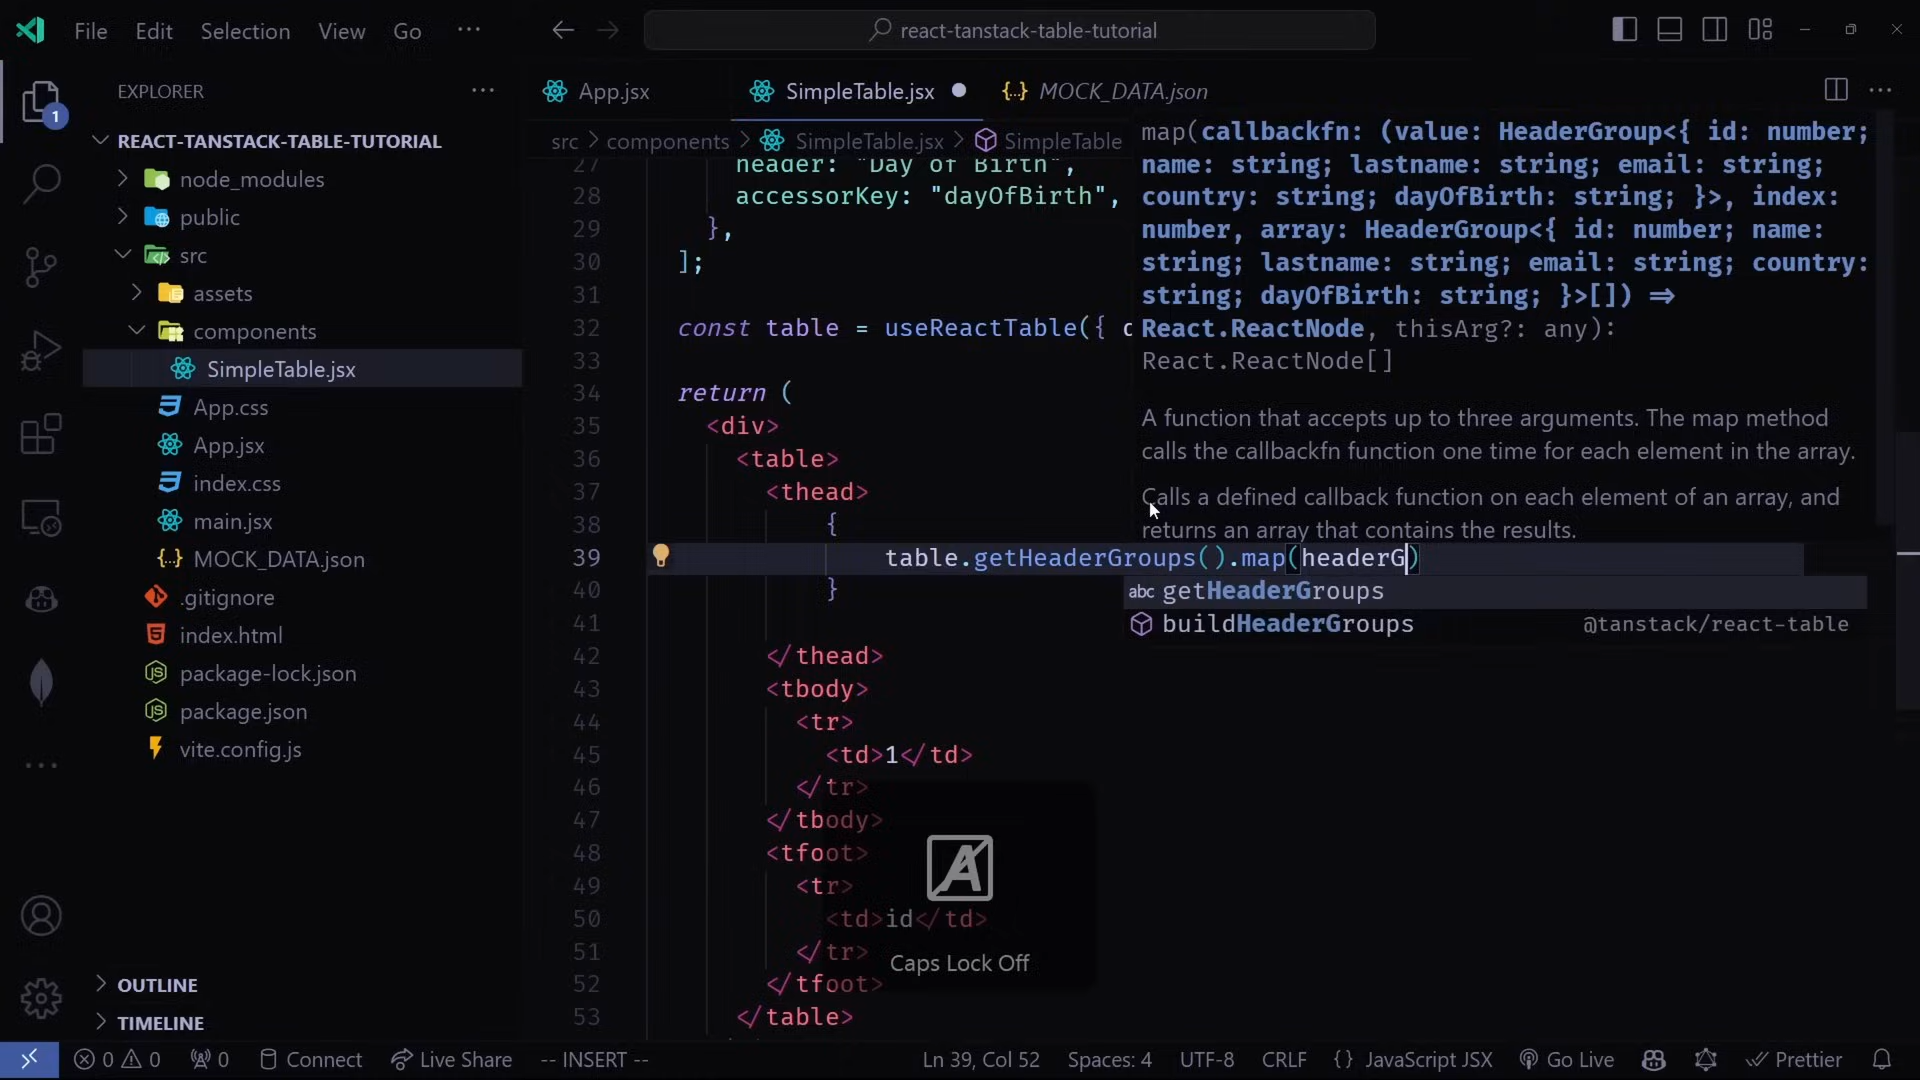 File Edit Selection View Go ···
react-tanstack-table-tutorial
EXPLORER ···
1
REACT-TANSTACK-TABLE-TUTORIAL
node_modules
public
src
assets
components
SimpleTable.jsx
App.css
App.jsx
index.css
main.jsx
MOCK_DATA.json
.gitignore
index.html
package-lock.json
package.json
vite.config.js
OUTLINE
TIMELINE
App.jsx SimpleTable.jsx MOCK_DATA.json
src > components > SimpleTable.jsx > SimpleTable
27 header: "Day of Birth",
28 accessorKey: "dayOfBirth",
29 },
30 ];
31
32 const table = useReactTable({ d
33
34 return (
35 <div>
36 <table>
37 <thead>
38 {
39 table.getHeaderGroups().map(headerG)
40 }
41
42 </thead>
43 <tbody>
44 <tr>
45 <td>1</td>
46 </tr>
47 </tbody>
48 <tfoot>
49 <tr>
50 <td>id</td>
51 </tr>
52 </tfoot>
53 </table>
map(callbackfn: (value: HeaderGroup<{ id: number;
name: string; lastname: string; email: string;
country: string; dayOfBirth: string; }>, index:
number, array: HeaderGroup<{ id: number; name:
string; lastname: string; email: string; country:
string; dayOfBirth: string; }>[]) =>
React.ReactNode, thisArg?: any):
React.ReactNode[]
A function that accepts up to three arguments. The map method
calls the callbackfn function one time for each element in the array.
Calls a defined callback function on each element of an array, and
returns an array that contains the results.
abc getHeaderGroups
buildHeaderGroups @tanstack/react-table
A
Caps Lock Off
0 0 0 Connect Live Share -- INSERT -- Ln 39, Col 52 Spaces: 4 UTF-8 CRLF {} JavaScript JSX Go Live Prettier